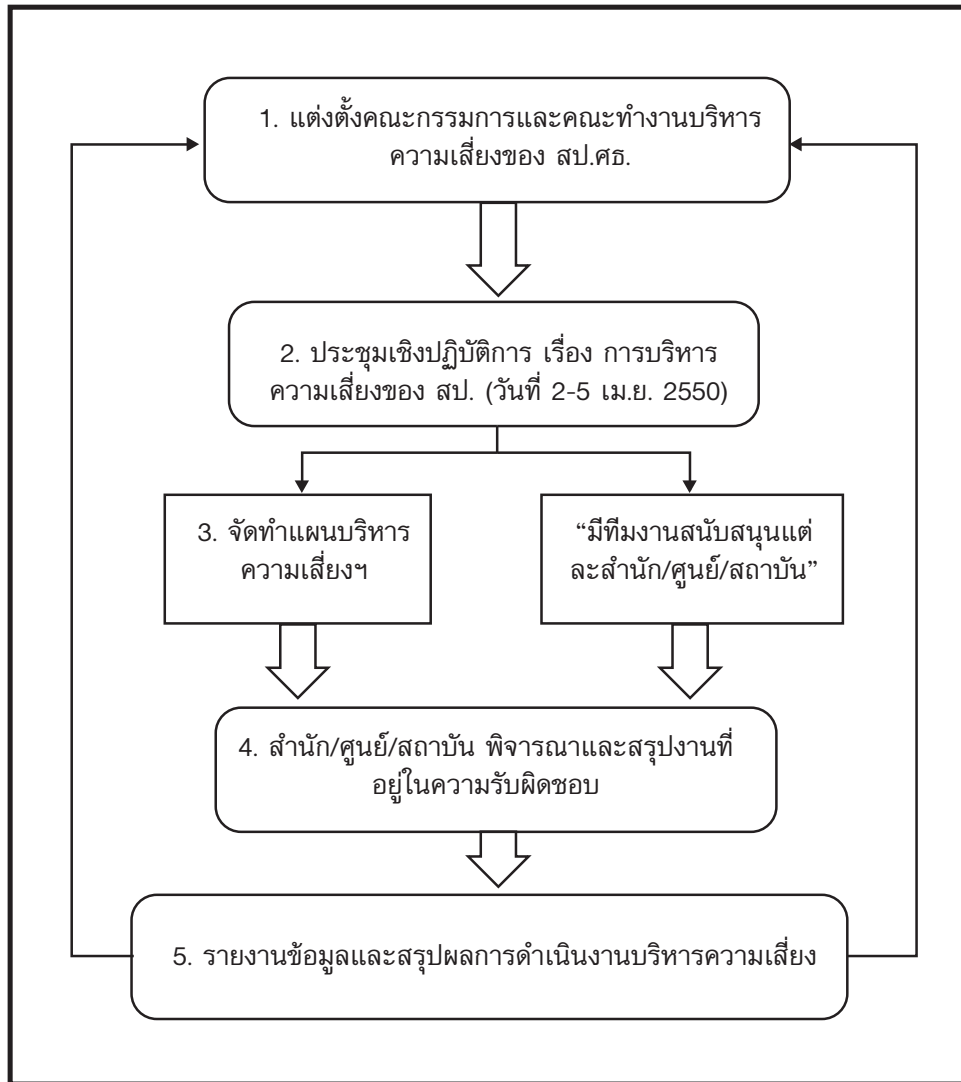 1. แต่งตั้งคณะกรรมการและคณะทำงานบริหาร
ความเสี่ยงของ สป.ศธ.
2. ประชุมเชิงปฏิบัติการ เรื่อง การบริหาร
ความเสี่ยงของ สป. (วันที่ 2-5 เม.ย. 2550)
3. จัดทำแผนบริหาร
ความเสี่ยงฯ
“มีทีมงานสนับสนุนแต่
ละสำนัก/ศูนย์/สถาบัน”
4. สำนัก/ศูนย์/สถาบัน พิจารณาและสรุปงานที่
อยู่ในความรับผิดชอบ
5. รายงานข้อมูลและสรุปผลการดำเนินงานบริหารความเสี่ยง